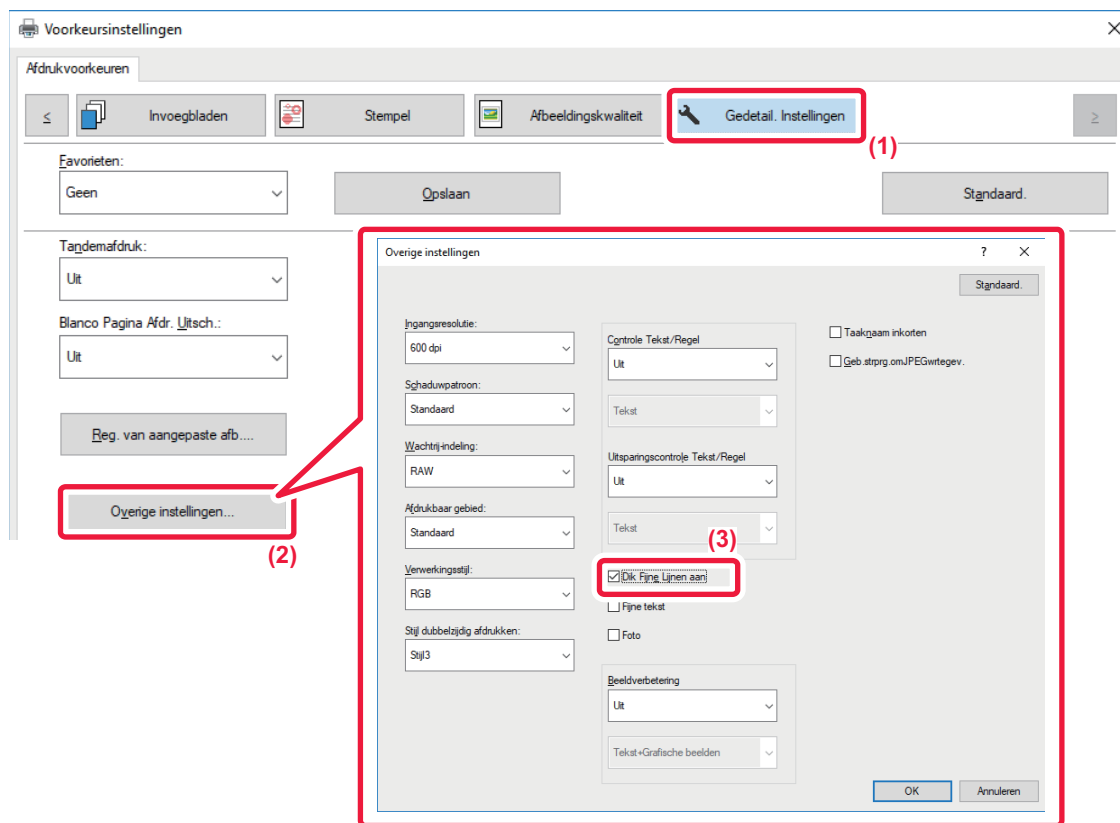 Voorkeursinstellingen
Afdrukvoorkeuren
< Invoegbladen Stempel Afbeeldingskwaliteit Gedetail. Instellingen >
(1)
Favorieten:
Geen Opslaan Standaard.
Tandemafdruk:
Uit
Blanco Pagina Afdr. Uitsch.:
Uit
Reg. van aangepaste afb....
Overige instellingen...
(2)
Overige instellingen ?
Standaard.
Ingangsresolutie:
600 dpi
Schaduwpatroon:
Standaard
Wachtrij-indeling:
RAW
Afdrukbaar gebied:
Standaard
Verwerkingsstijl:
RGB
Stijl dubbelzijdig afdrukken:
Stijl3
Controle Tekst/Regel
Uit
Tekst
Uitsparingscontrole Tekst/Regel
Uit
Tekst
(3)
Dik Fijne Lijnen aan
Fijne tekst
Foto
Beeldverbetering
Uit
Tekst+Grafische beelden
Taaknaam inkorten
Geb.strprg.omJPEGwrtegev.
OK Annuleren